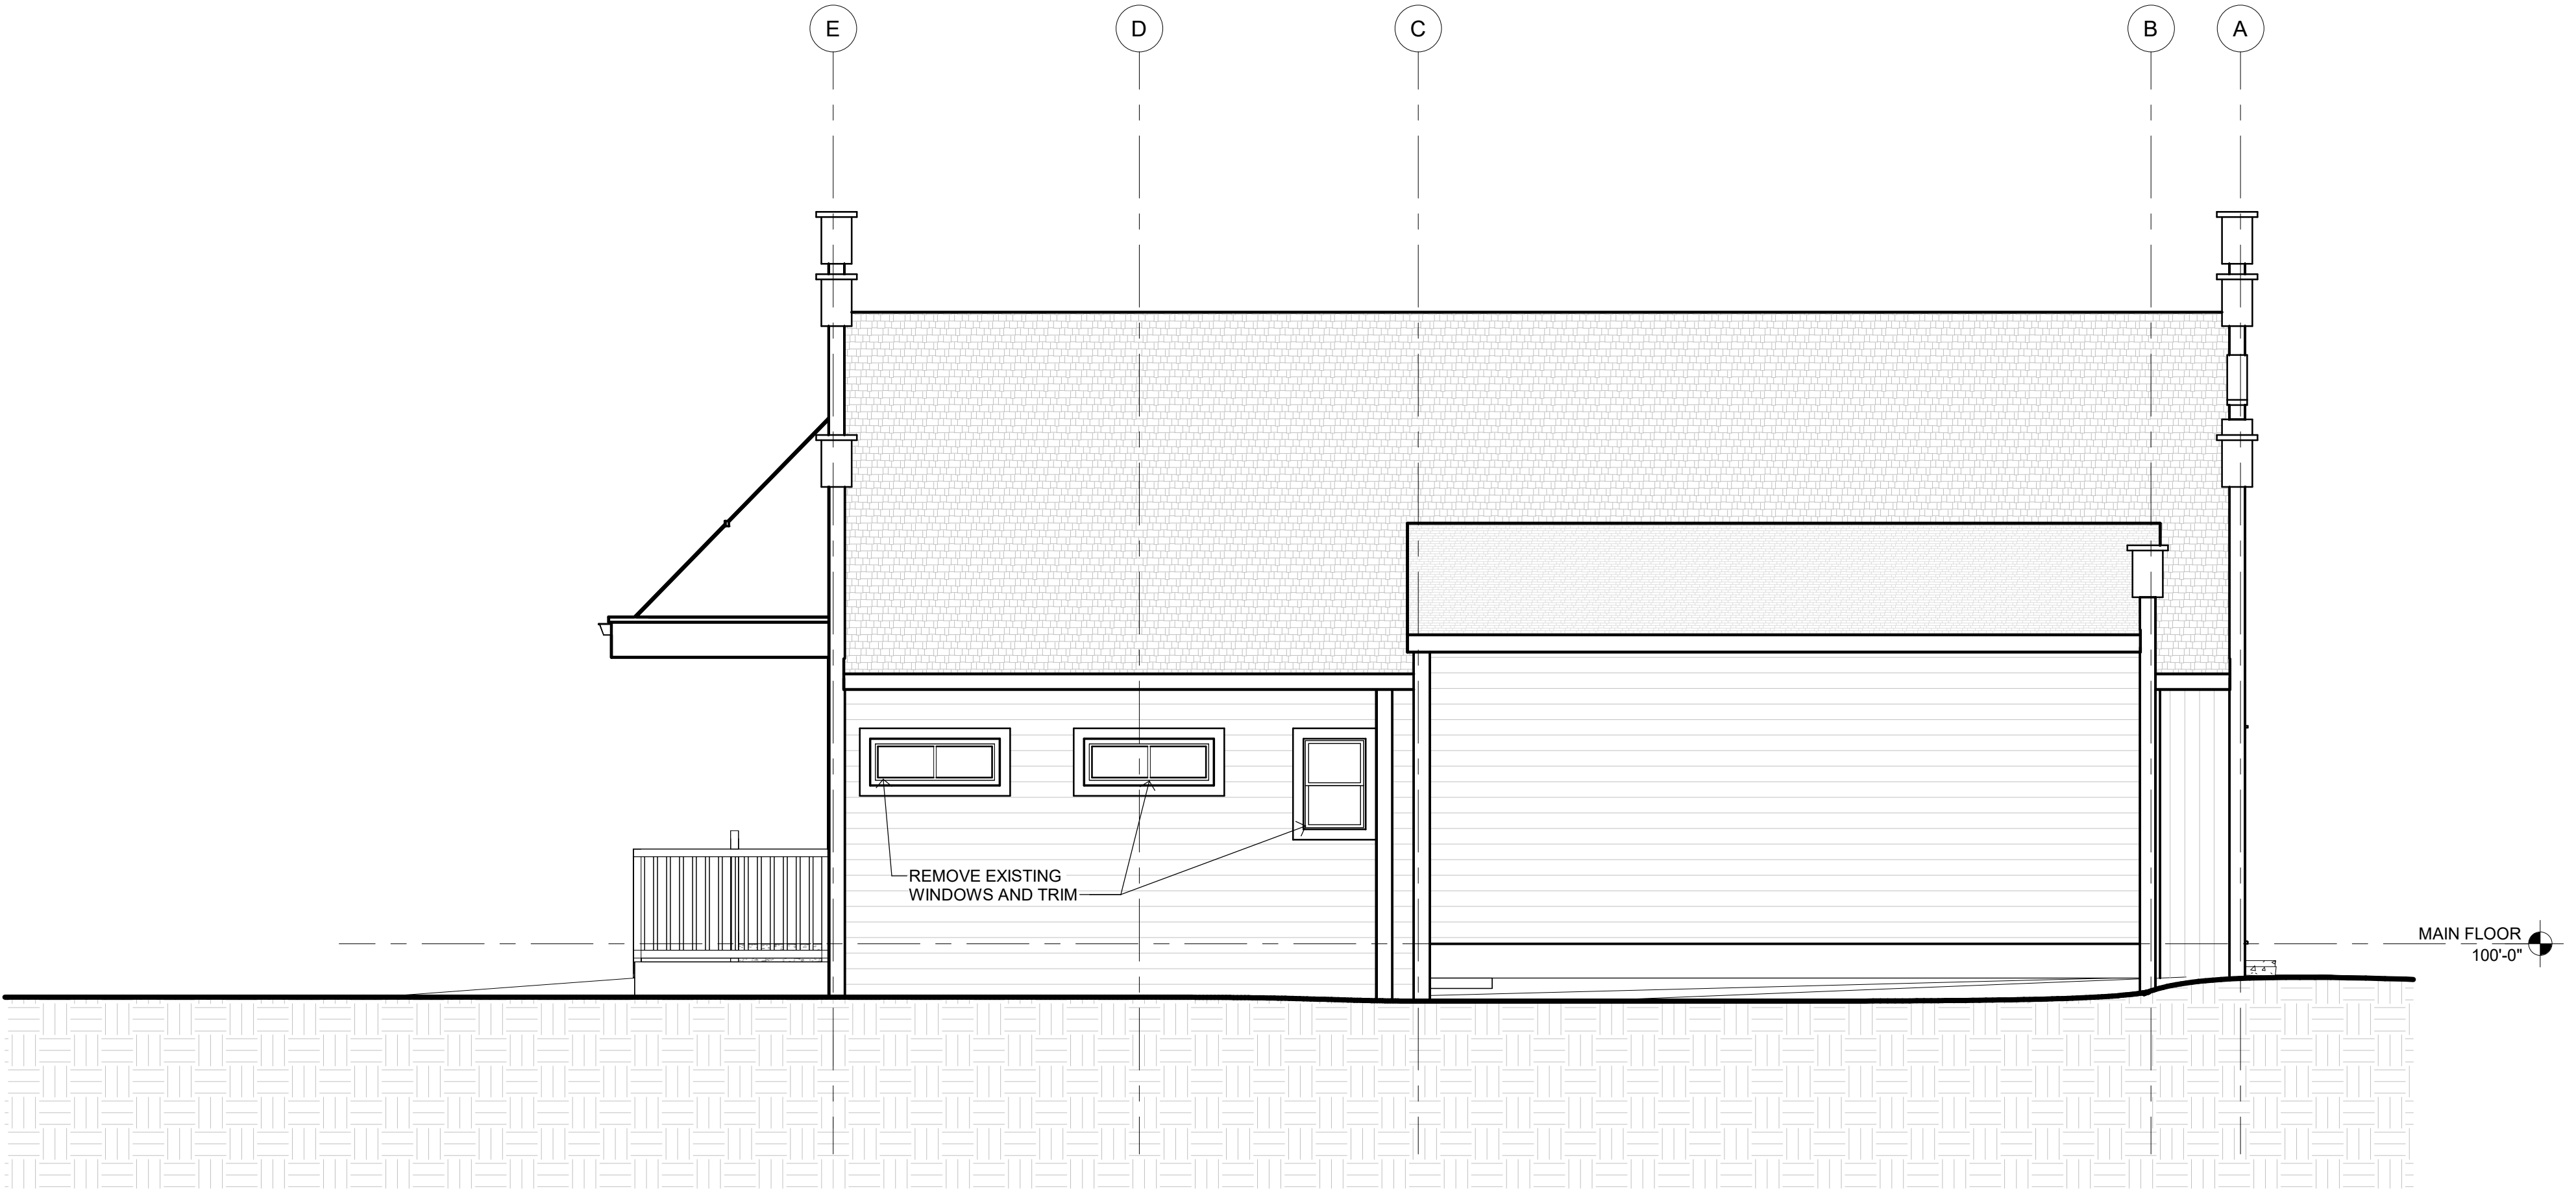 E
D
C
B
A
REMOVE EXISTING
WINDOWS AND TRIM
MAIN FLOOR
100'-0"